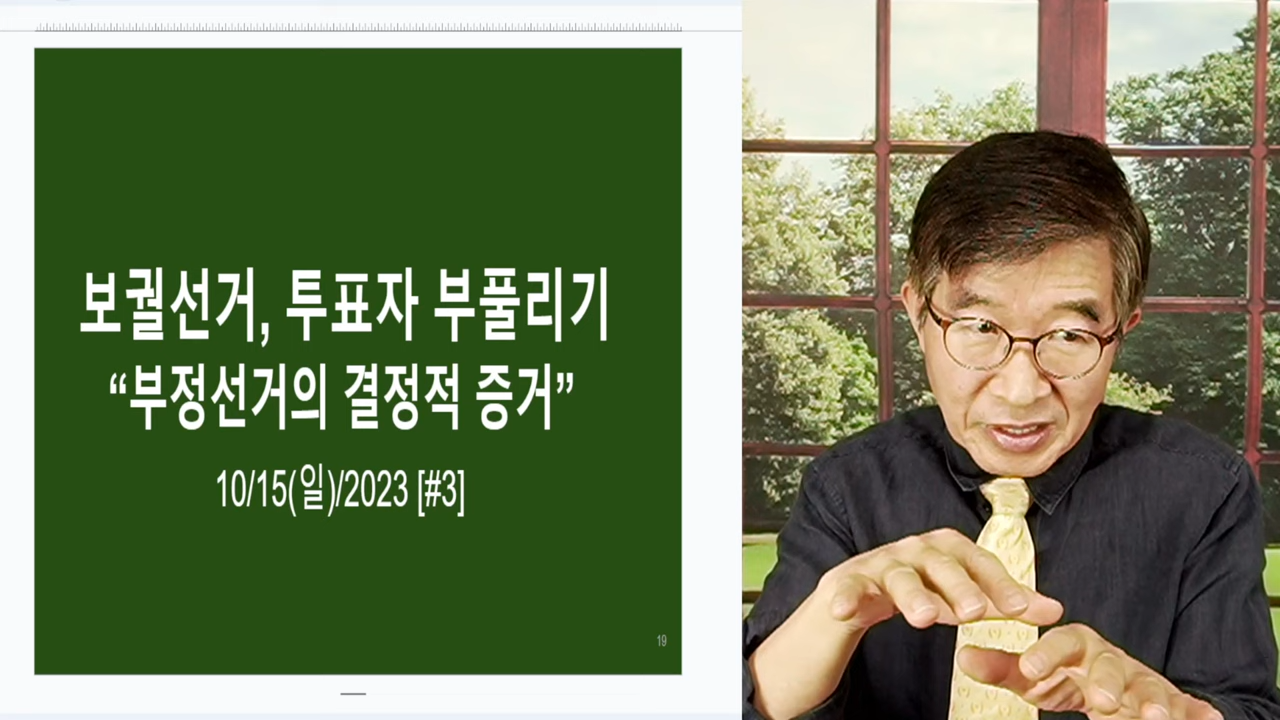 보궐선거, 투표자 부풀리기
“부정선거의 결정적 증거”
10/15(일)/2023 [#3]
19